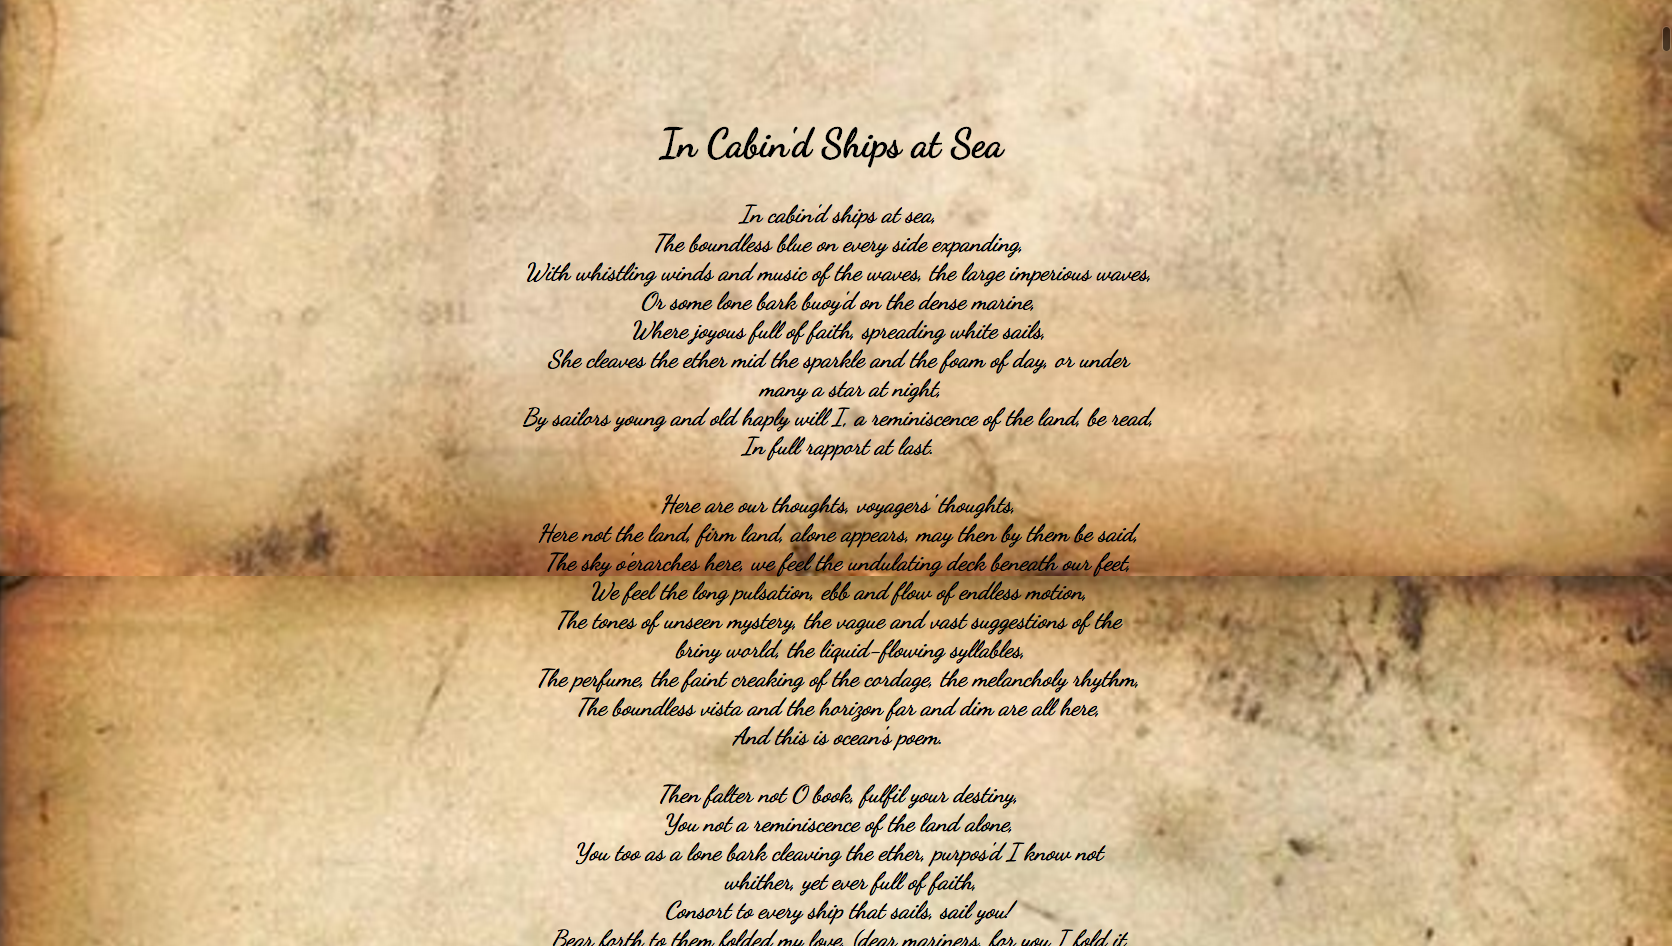 In Cabin'd Ships at Sea
In cabin'd ships at sea,
The boundless blue on every side expanding,
With whistling winds and music of the waves, the large imperious waves,
Or some lone bark buoy'd on the dense marine,
Where joyous full of faith, spreading white sails,
She cleaves the ether mid the sparkle and the foam of day, or under
many a star at night,
By sailors young and old haply will I, a reminiscence of the land, be read,
In full rapport at last.
Here are our thoughts, voyagers' thoughts,
Here not the land, firm land, alone appears, may then by them be said,
The sky o'erarches here, we feel the undulating deck beneath our feet,
We feel the long pulsation, ebb and flow of endless motion,
The tones of unseen mystery, the vague and vast suggestions of the
briny world, the liquid-flowing syllables,
The perfume, the faint creaking of the cordage, the melancholy rhythm,
The boundless vista and the horizon far and dim are all here,
And this is ocean's poem.
Then falter not O book, fulfil your destiny,
You not a reminiscence of the land alone,
You too as a lone bark cleaving the ether, purpos'd I know not
whither, yet ever full of faith,
Consort to every ship that sails, sail you!
Bear forth to them folded my love, (dear mariners, for you I fold it